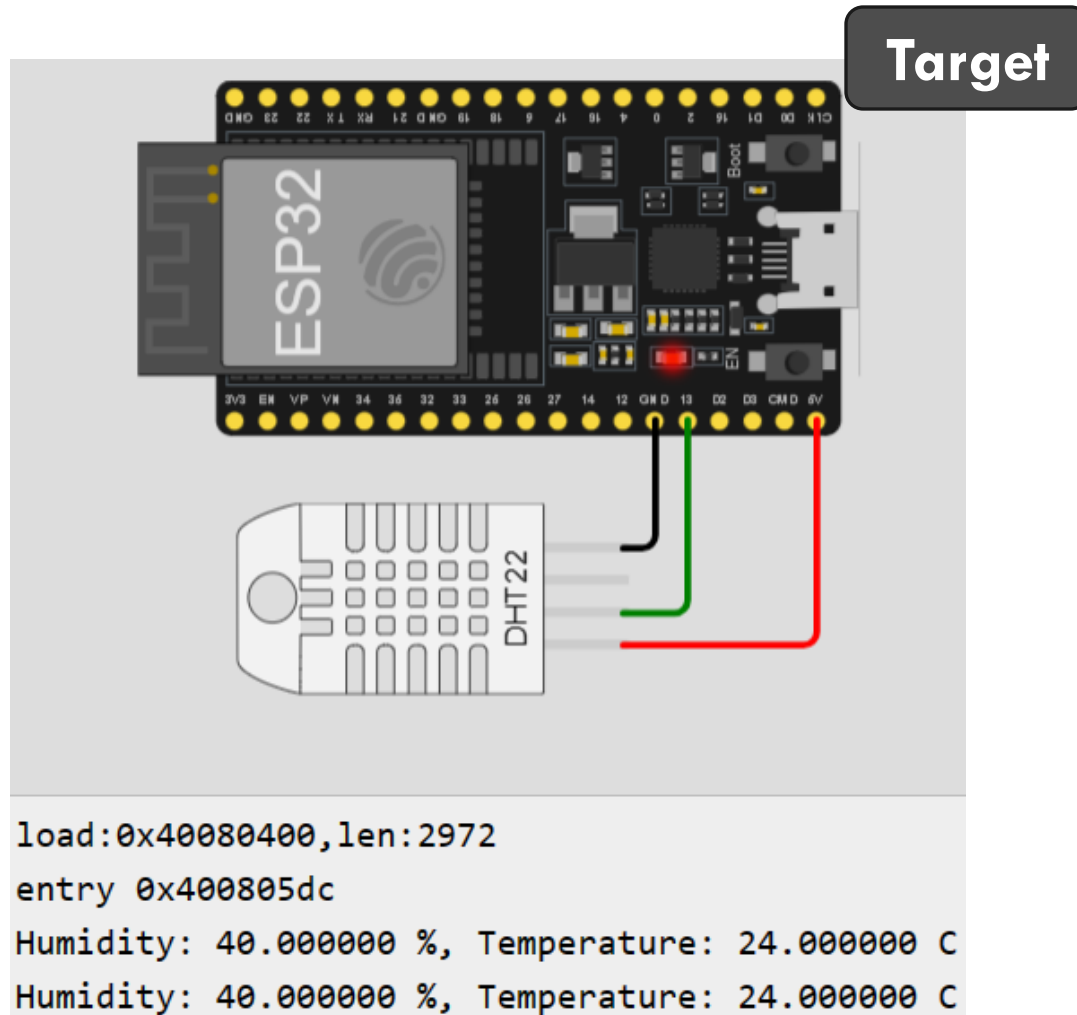 Target
GND 23 22 TX RX 21 GND 19 18 5 17 16 4 0 2 15 D1 D0 CLK
Boot
ESP32
EN
3V3 EN VP VN 34 35 32 33 25 26 27 14 12 GND 13 D2 D3 CMD 5V
DHT22
load:0x40080400,len:2972
entry 0x400805dc
Humidity: 40.000000 %, Temperature: 24.000000 C
Humidity: 40.000000 %, Temperature: 24.000000 C